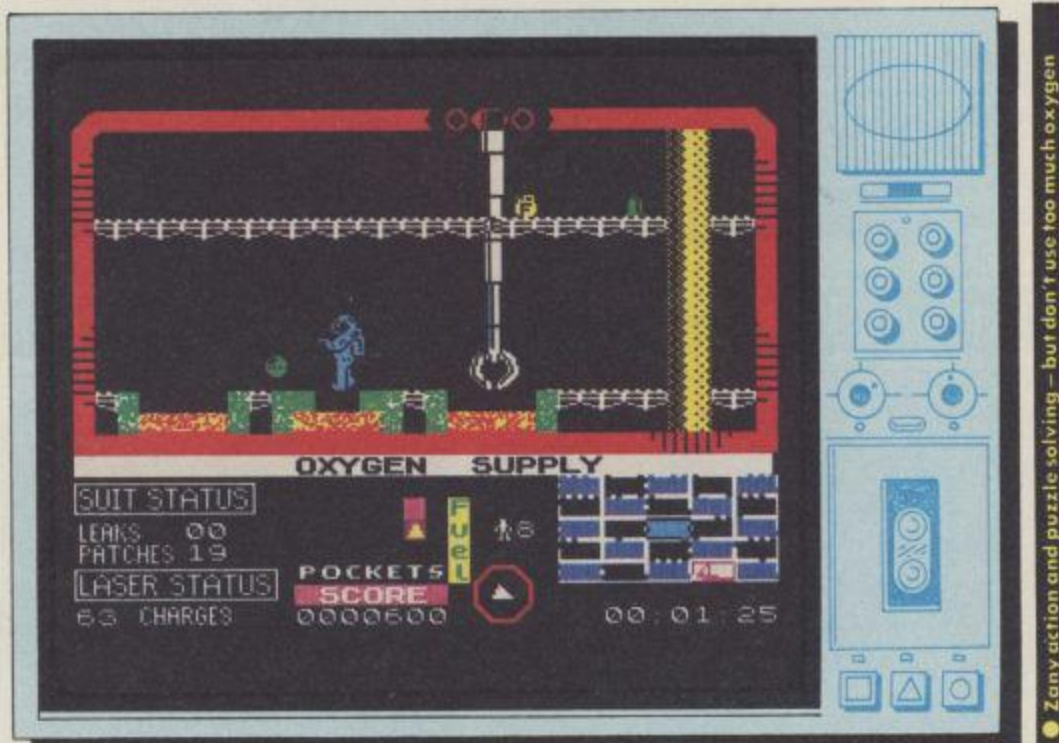 OXYGEN SUPPLY
SUIT STATUS
LEAKS 00
PATCHES 19
LASER STATUS
63 CHARGES
FUEL
8
POCKETS
SCORE
0000600
00:01:25
● Zany action and puzzle solving – but don't use too much oxygen